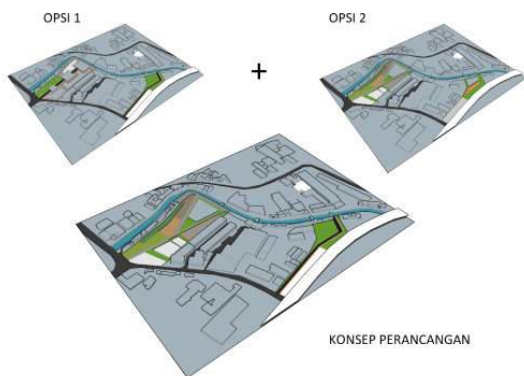 OPSI 1
OPSI 2
+
KONSEP PERANCANGAN